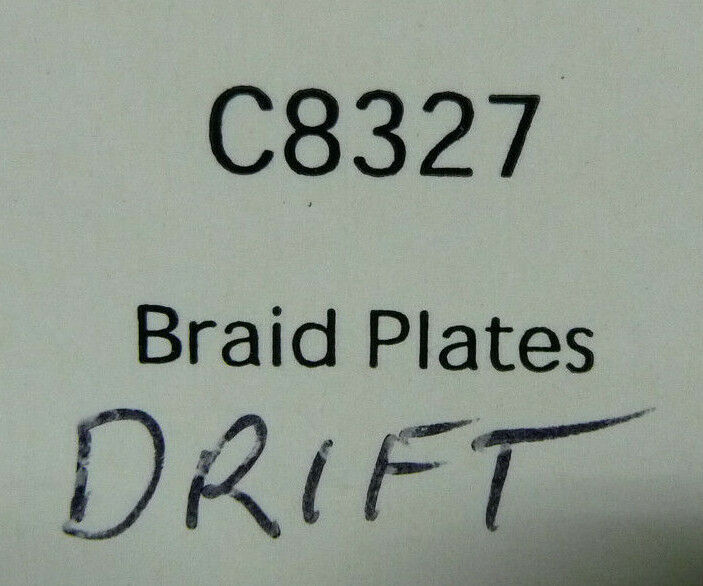 C8327
Braid Plates
DRIFT